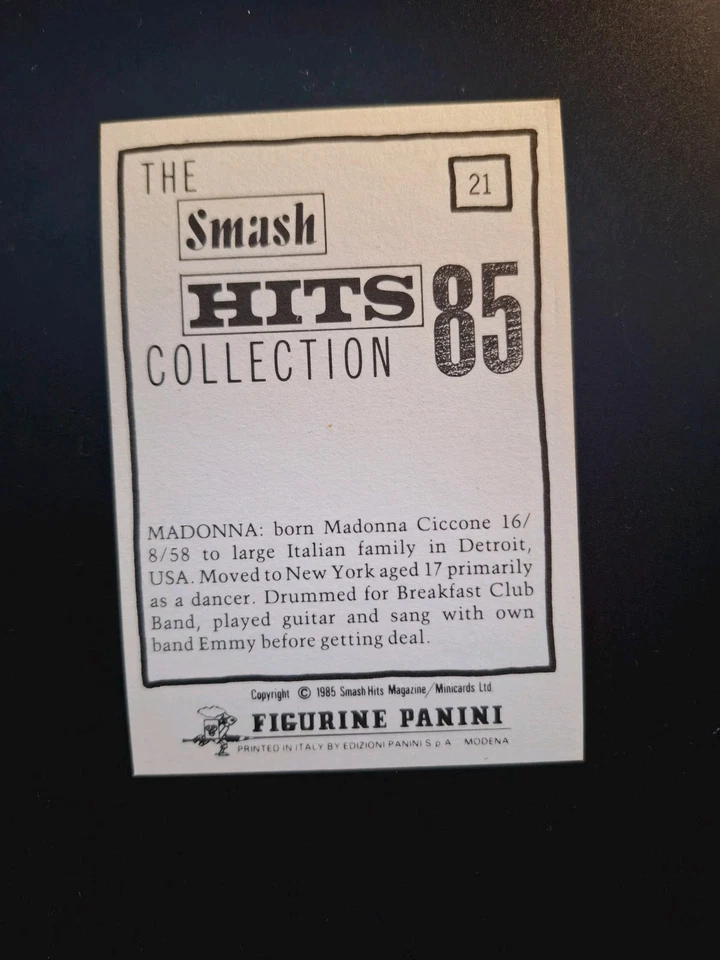 THE
21
Smash
HITS 85
COLLECTION
MADONNA: born Madonna Ciccone 16/
8/58 to large Italian family in Detroit,
USA. Moved to New York aged 17 primarily
as a dancer. Drummed for Breakfast Club
Band, played guitar and sang with own
band Emmy before getting deal.
Copyright © 1985 Smash Hits Magazine/Minicards Ltd
FIGURINE PANINI
PRINTED IN ITALY BY EDIZIONI PANINI S.p.A. MODENA